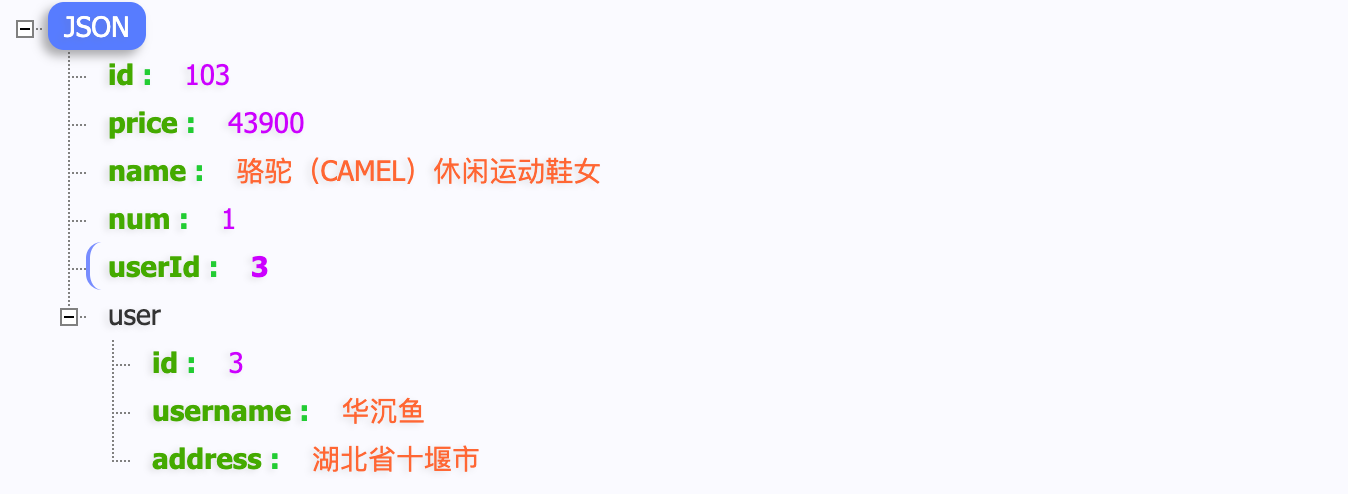 JSON
id : 103
price : 43900
name : 骆驼（CAMEL）休闲运动鞋女
num : 1
userId : 3
user
id : 3
username : 华沉鱼
address : 湖北省十堰市